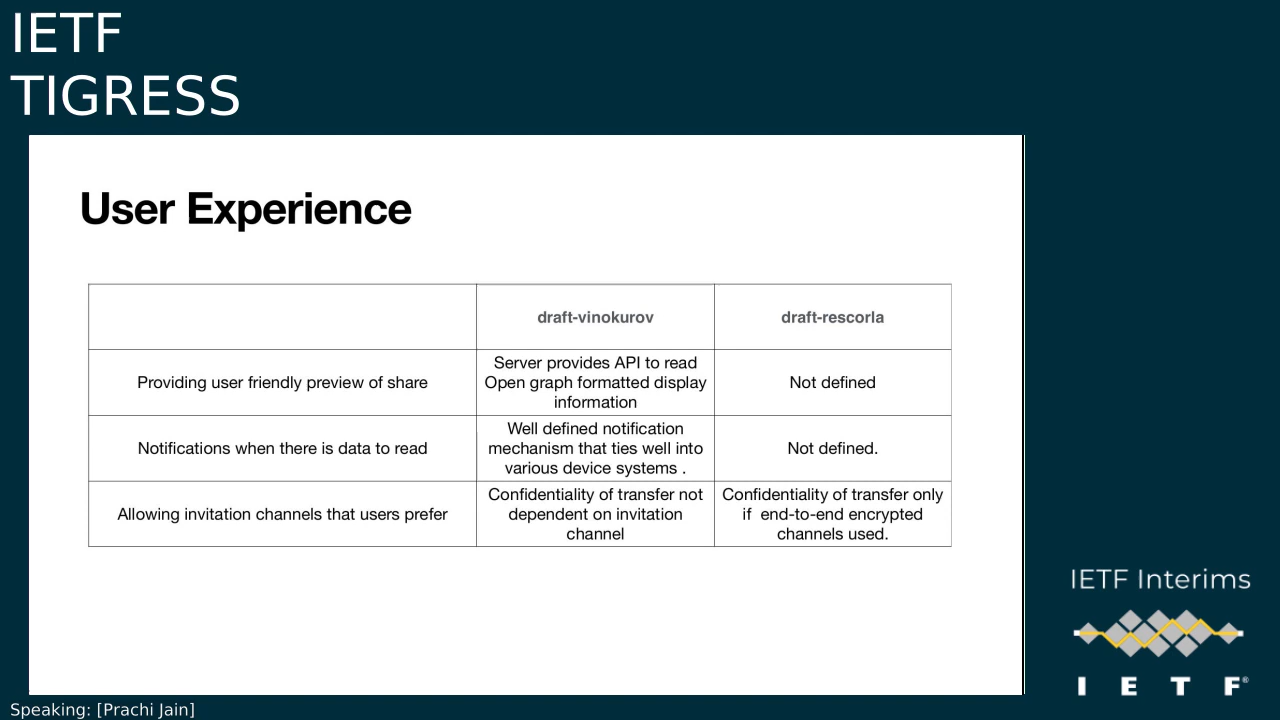 IETF
TIGRESS
User Experience
draft-vinokurov
draft-rescorla
Providing user friendly preview of share
Server provides API to read
Open graph formatted display
information
Not defined
Notifications when there is data to read
Well defined notification
mechanism that ties well into
various device systems .
Not defined.
Allowing invitation channels that users prefer
Confidentiality of transfer not
dependent on invitation
channel
Confidentiality of transfer only
if end-to-end encrypted
channels used.
IETF Interims
I E T F®
Speaking: [Prachi Jain]